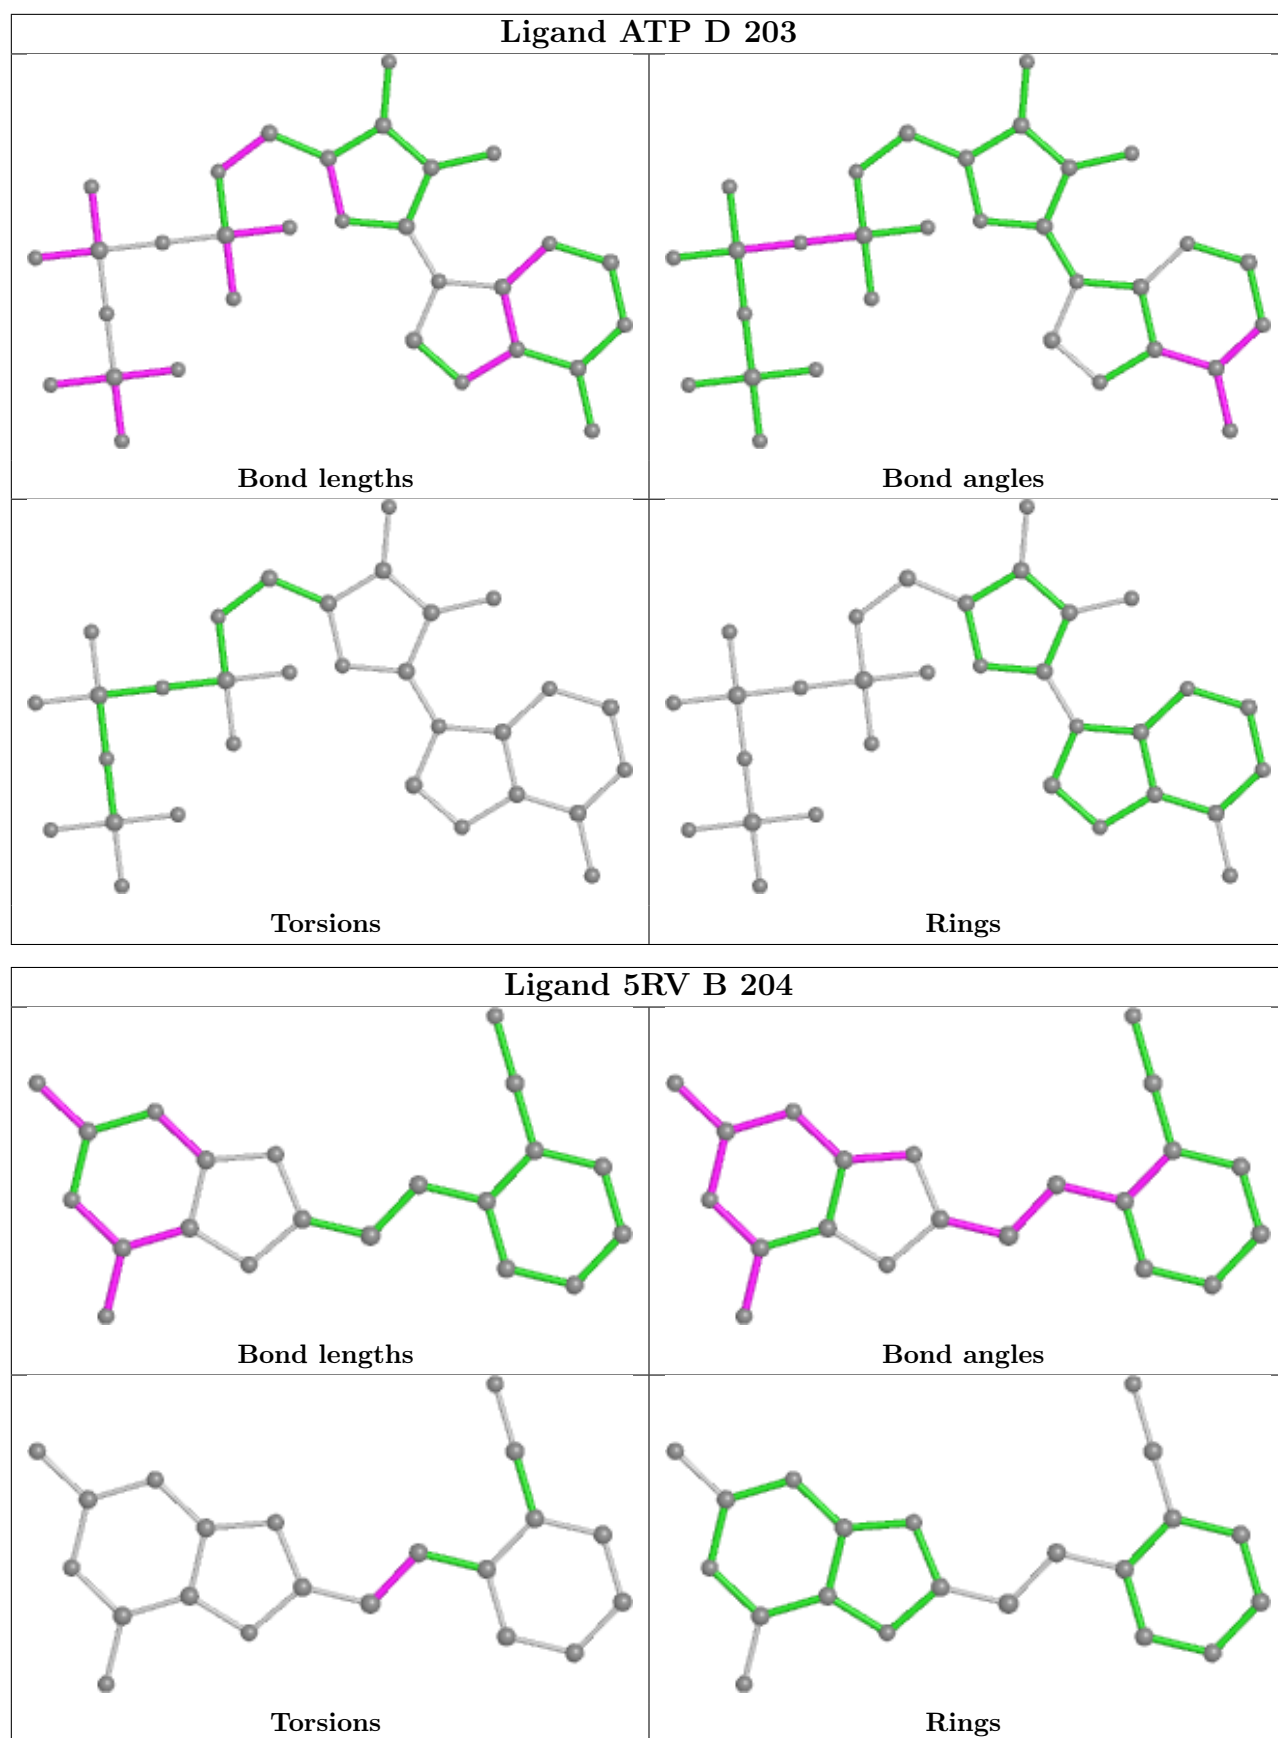 Ligand ATP D 203
Bond lengths
Bond angles
Torsions
Rings
Ligand 5RV B 204
Bond lengths
Bond angles
Torsions
Rings